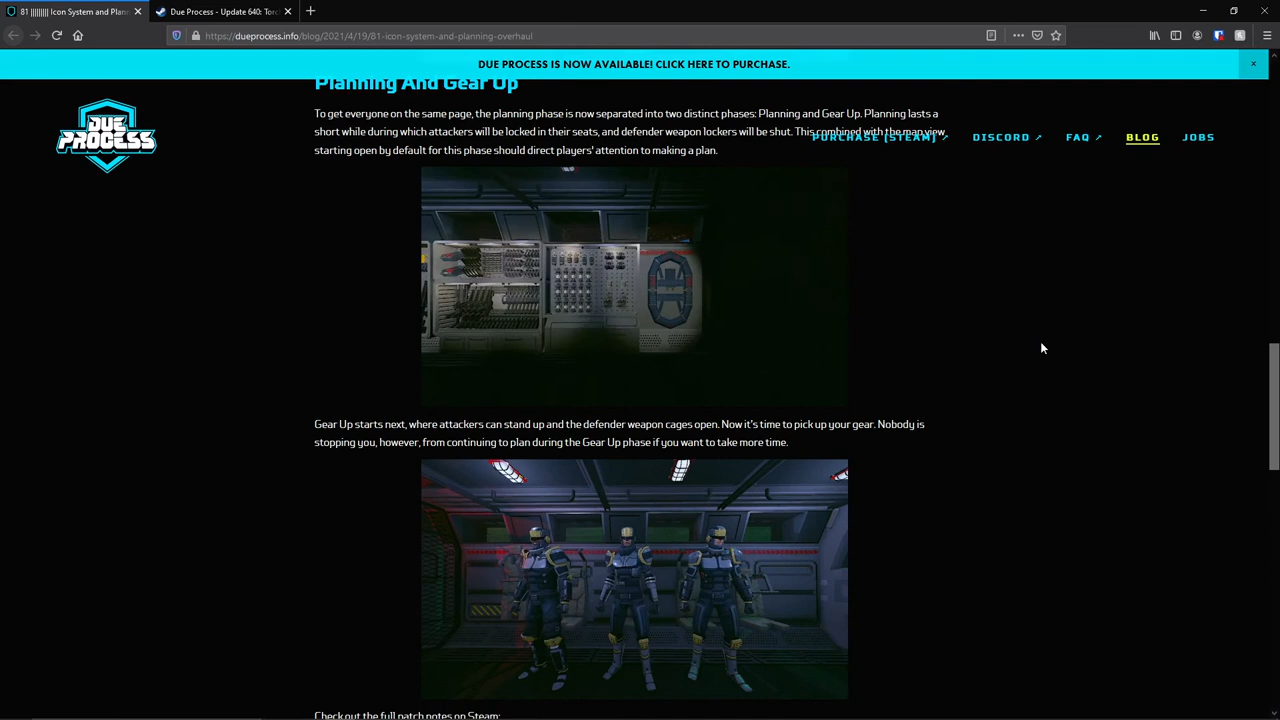 81 ||||||||| Icon System and Plann
Due Process - Update 640: Torc
https://dueprocess.info/blog/2021/4/19/81-icon-system-and-planning-overhaul
DUE PROCESS IS NOW AVAILABLE! CLICK HERE TO PURCHASE.
Planning And Gear Up
DUE PROCESS
PURCHASE [STEAM] ↗
DISCORD ↗
FAQ ↗
BLOG
JOBS
To get everyone on the same page, the planning phase is now separated into two distinct phases: Planning and Gear Up. Planning lasts a
short while during which attackers will be locked in their seats, and defender weapon lockers will be shut. This combined with the map view
starting open by default for this phase should direct players' attention to making a plan.
Gear Up starts next, where attackers can stand up and the defender weapon cages open. Now it's time to pick up your gear. Nobody is
stopping you, however, from continuing to plan during the Gear Up phase if you want to take more time.
Check out the full patch notes on Steam: